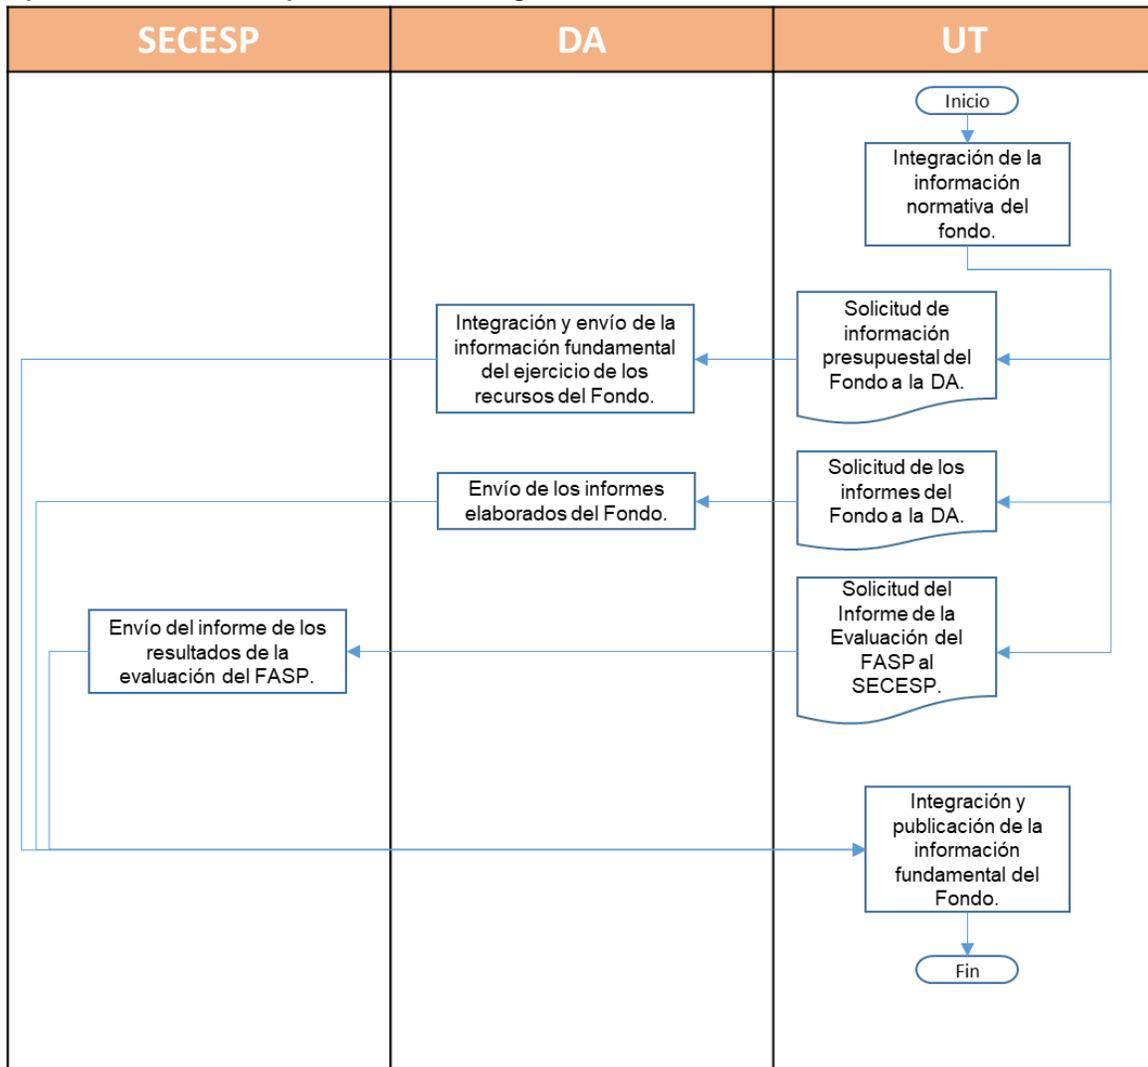 SECESP
DA
UT
Inicio
Integración de la
información
normativa del
fondo.
Solicitud de
información
presupuestal del
Fondo a la DA.
Integración y envío de la
información fundamental
del ejercicio de los
recursos del Fondo.
Solicitud de los
informes del
Fondo a la DA.
Envío de los informes
elaborados del Fondo.
Solicitud del
Informe de la
Evaluación del
FASP al
SECESP.
Envío del informe de los
resultados de la
evaluación del FASP.
Integración y
publicación de la
información
fundamental del
Fondo.
Fin